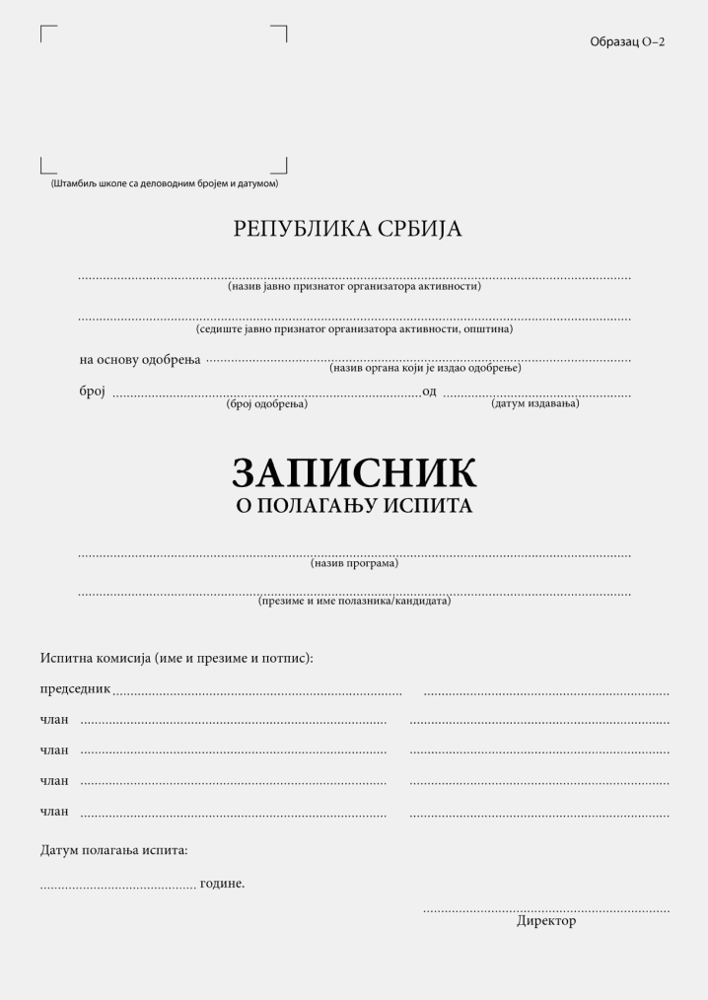 Образац О–2
(Штамбиљ школе са деловодним бројем и датумом)
РЕПУБЛИКА СРБИЈА
(назив јавно признатог организатора активности)
(седиште јавно признатог организатора активности, општина)
на основу одобрења
(назив органа који је издао одобрење)
број од
(број одобрења) (датум издавања)
ЗАПИСНИК
О ПОЛАГАЊУ ИСПИТА
(назив програма)
(презиме и име полазника/кандидата)
Испитна комисија (име и презиме и потпис):
председник
члан
члан
члан
члан
Датум полагања испита:
године.
Директор